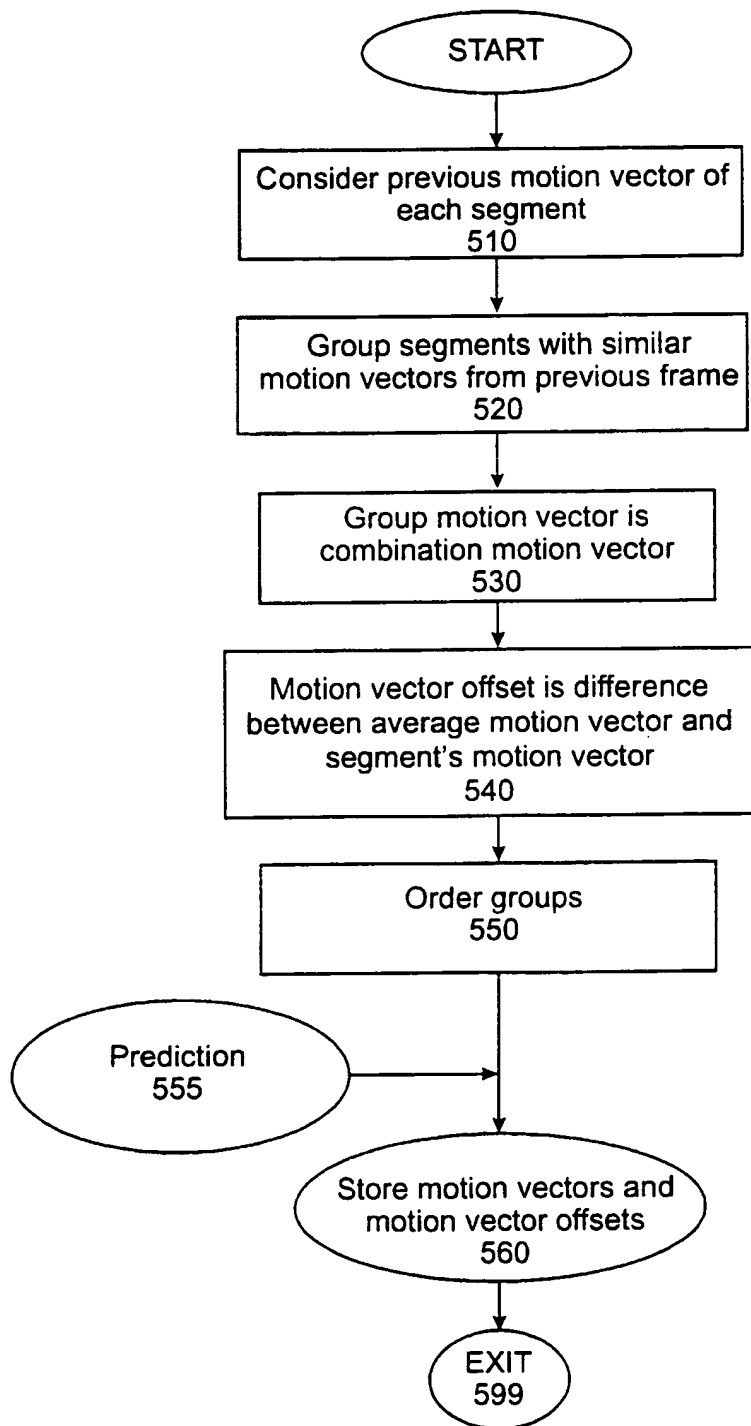 START
Consider previous motion vector of
each segment
510
Group segments with similar
motion vectors from previous frame
520
Group motion vector is
combination motion vector
530
Motion vector offset is difference
between average motion vector and
segment's motion vector
540
Order groups
550
Prediction
555
Store motion vectors and
motion vector offsets
560
EXIT
599